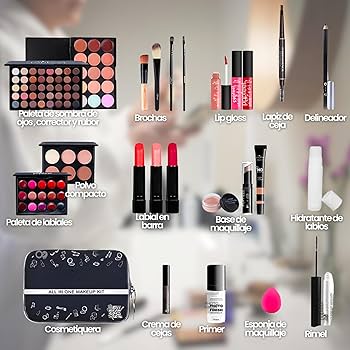 Paleta de sombra de
ojos, corrector y rubor
Brochas
Lip gloss
Lapiz de
ceja
Delineador
Polvo
compacto
Paleta de labiales
Labial en
barra
Base de
maquillaje
Hidratante de
labios
ALL IN ONE MAKEUP KIT
Cosmetiquera
Crema de
cejas
PHOTO
FINISH
Primer
Esponja de
maquillaje
Rimel